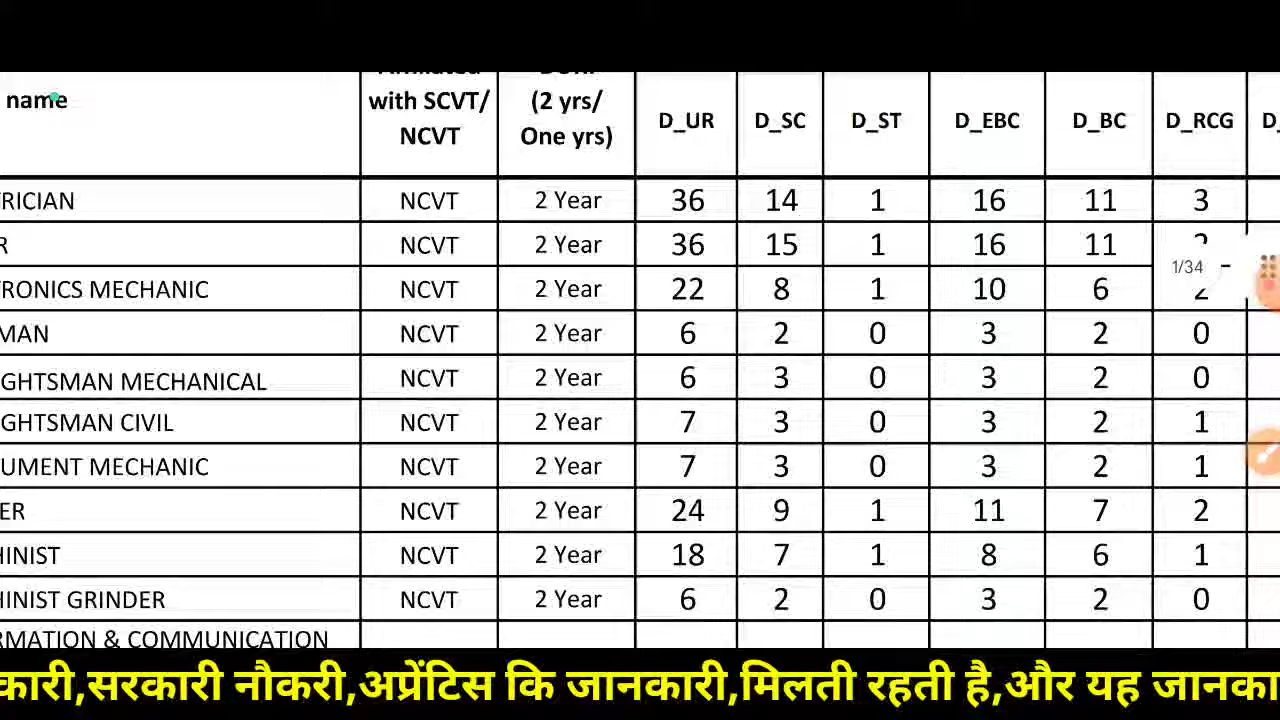 name with SCVT/ NCVT (2 yrs/ One yrs) D_UR D_SC D_ST D_EBC D_BC D_RCG D_
TRICIAN NCVT 2 Year 36 14 1 16 11 3
R NCVT 2 Year 36 15 1 16 11
1/34
TRONICS MECHANIC NCVT 2 Year 22 8 1 10 6 2
MAN NCVT 2 Year 6 2 0 3 2 0
GHTSMAN MECHANICAL NCVT 2 Year 6 3 0 3 2 0
GHTSMAN CIVIL NCVT 2 Year 7 3 0 3 2 1
UMENT MECHANIC NCVT 2 Year 7 3 0 3 2 1
ER NCVT 2 Year 24 9 1 11 7 2
HINIST NCVT 2 Year 18 7 1 8 6 1
HINIST GRINDER NCVT 2 Year 6 2 0 3 2 0
RMATION & COMMUNICATION
कारी,सरकारी नौकरी,अप्रेंटिस कि जानकारी,मिलती रहती है,और यह जानका